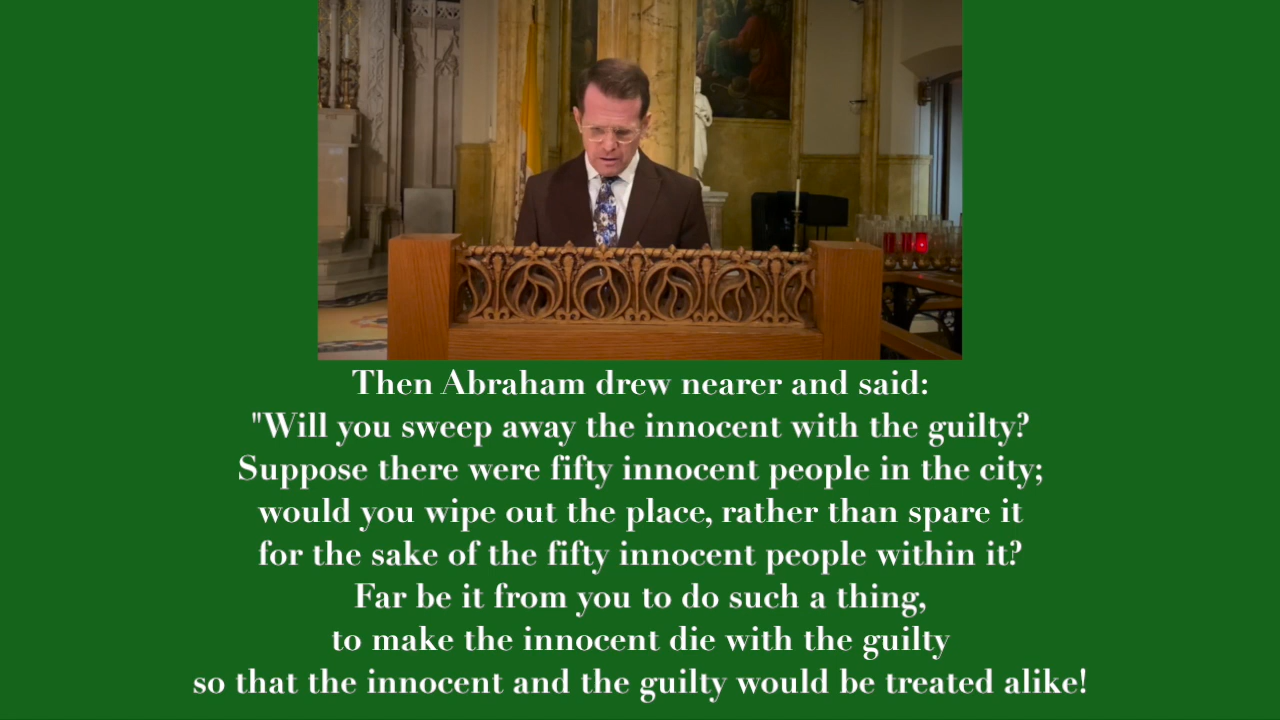 Then Abraham drew nearer and said:
"Will you sweep away the innocent with the guilty?
Suppose there were fifty innocent people in the city;
would you wipe out the place, rather than spare it
for the sake of the fifty innocent people within it?
Far be it from you to do such a thing,
to make the innocent die with the guilty
so that the innocent and the guilty would be treated alike!